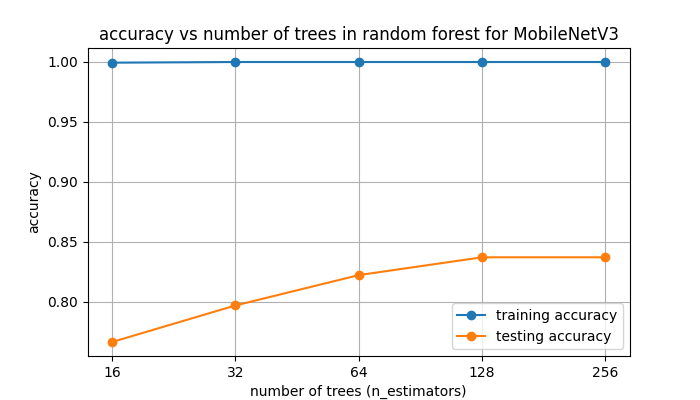 accuracy vs number of trees in random forest for MobileNetV3
accuracy
1.00
0.95
0.90
0.85
0.80
training accuracy
testing accuracy
16 32 64 128 256
number of trees (n_estimators)